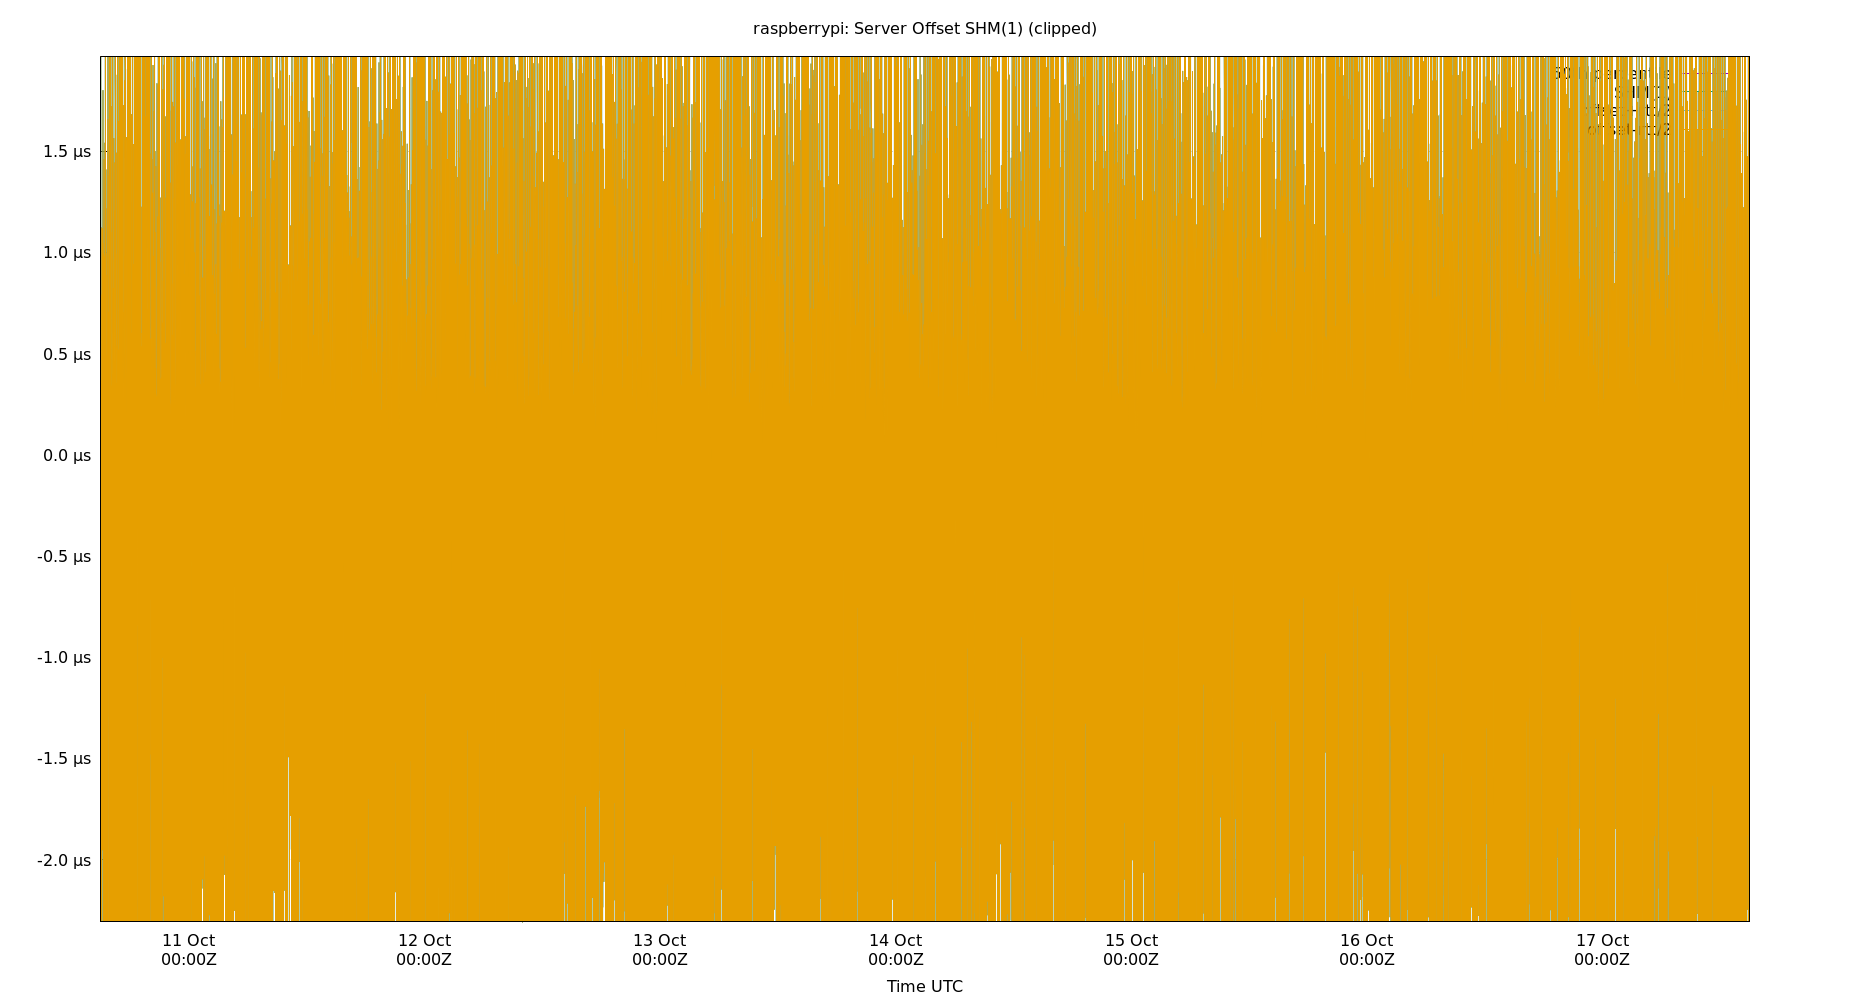 raspberrypi: Server Offset SHM(1) (clipped)
1.5 µs
1.0 µs
0.5 µs
0.0 µs
-0.5 µs
-1.0 µs
-1.5 µs
-2.0 µs
11 Oct 12 Oct 13 Oct 14 Oct 15 Oct 16 Oct 17 Oct
00:00Z 00:00Z 00:00Z 00:00Z 00:00Z 00:00Z 00:00Z
Time UTC